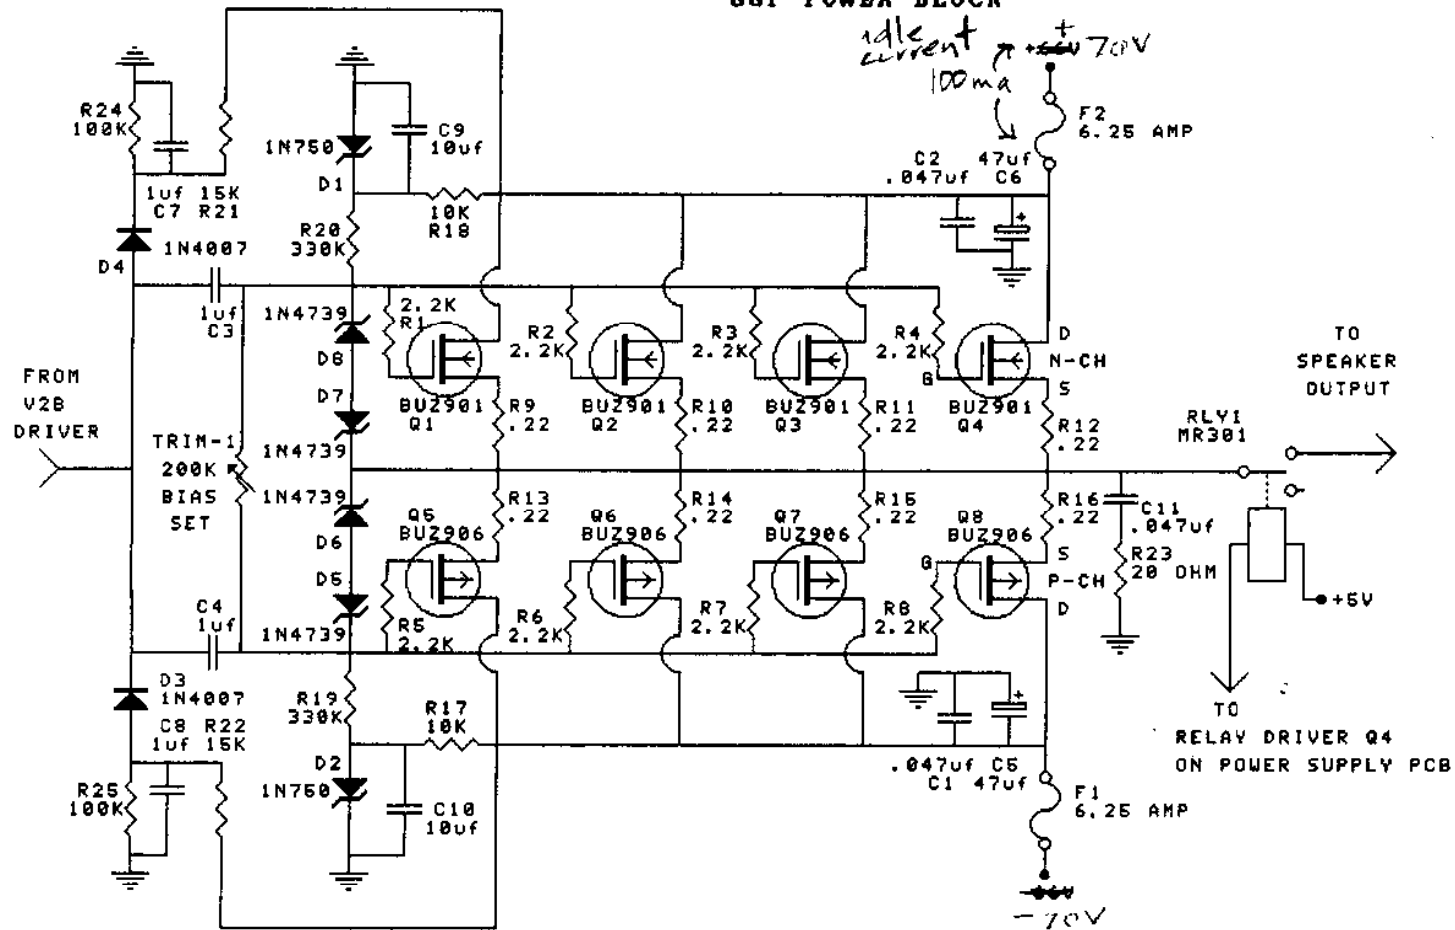 idle
current
100ma
+ 70V
R24
100K
1uf 15K
C7 R21
1N750
D1
C9
10uf
10K
R18
R20
330K
C2 47uf
.047uf C6
F2
6.25 AMP
D4
1N4007
1uf
C3
1N4739
D8
D7
1N4739
2.2K
R1
R2
2.2K
R3
2.2K
R4
2.2K
G
D
N-CH
S
BUZ901
Q1
BUZ901
Q2
BUZ901
Q3
BUZ901
Q4
R9
.22
R10
.22
R11
.22
R12
.22
FROM
V2B
DRIVER
TRIM-1
200K
BIAS
SET
TO
SPEAKER
OUTPUT
RLY1
MR301
1N4739
D6
D5
1N4739
Q5
BUZ906
Q6
BUZ906
Q7
BUZ906
Q8
BUZ906
R13
.22
R14
.22
R15
.22
R16
.22
G
S
P-CH
D
C11
.047uf
R23
20 OHM
+5V
C4
1uf
R5
2.2K
R6
2.2K
R7
2.2K
R8
2.2K
D3
1N4007
C8 R22
1uf 15K
R19
330K
R17
10K
D2
1N750
C10
10uf
R25
100K
.047uf C5
C1 47uf
F1
6.25 AMP
TO
RELAY DRIVER Q4
ON POWER SUPPLY PCB
-70V